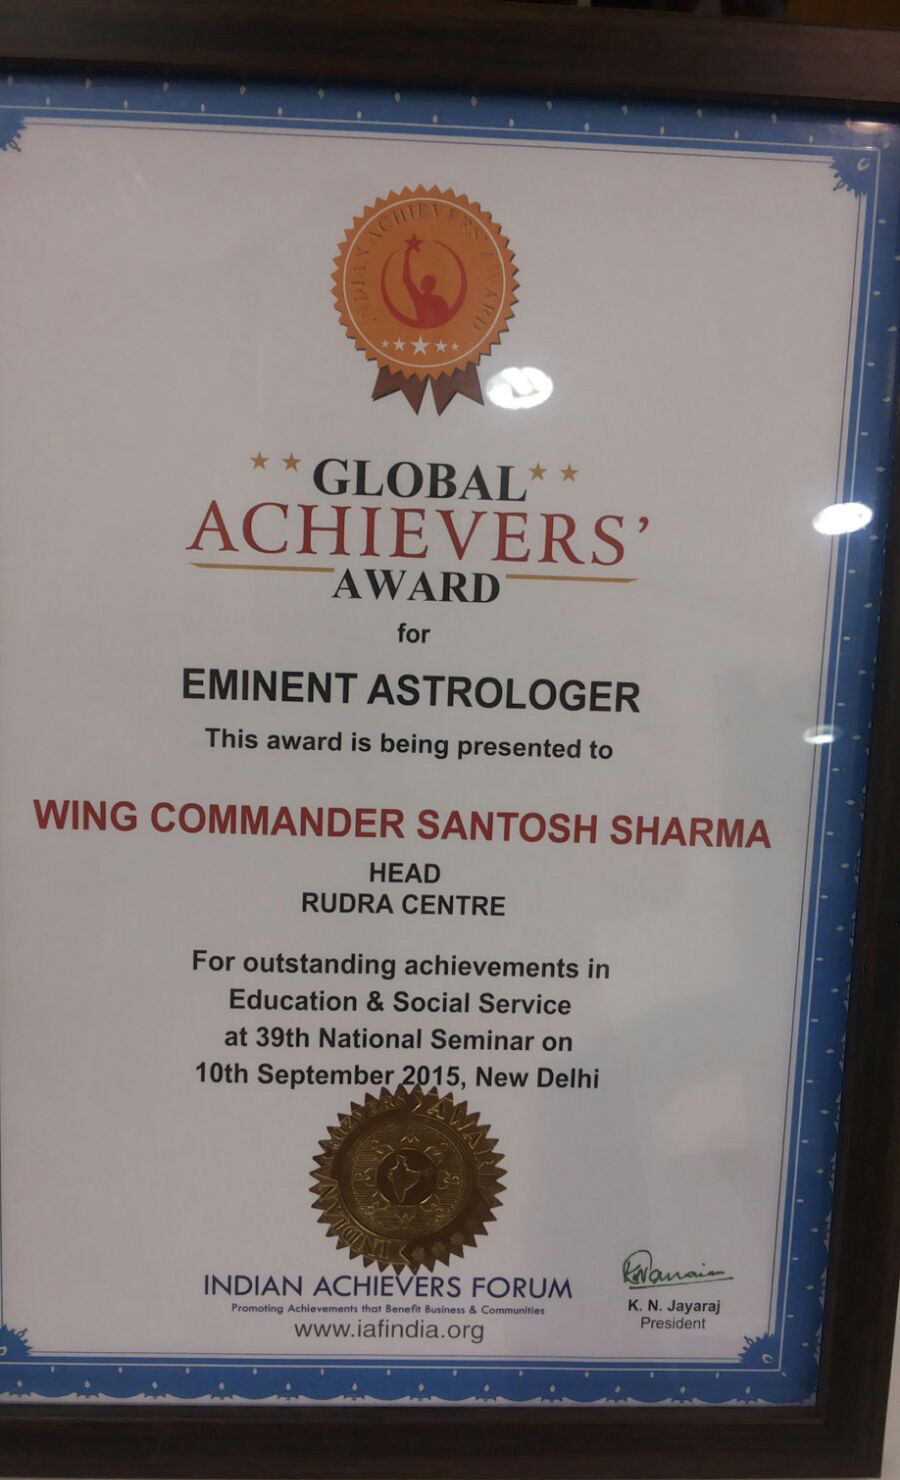 INDIAN ACHIEVERS' AWARD
GLOBAL
ACHIEVERS'
AWARD
for
EMINENT ASTROLOGER
This award is being presented to
WING COMMANDER SANTOSH SHARMA
HEAD
RUDRA CENTRE
For outstanding achievements in
Education & Social Service
at 39th National Seminar on
10th September 2015, New Delhi
INDIAN ACHIEVERS AWARD
INDIAN ACHIEVERS FORUM
Promoting Achievements that Benefit Business & Communities
www.iafindia.org
K. N. Jayaraj
President